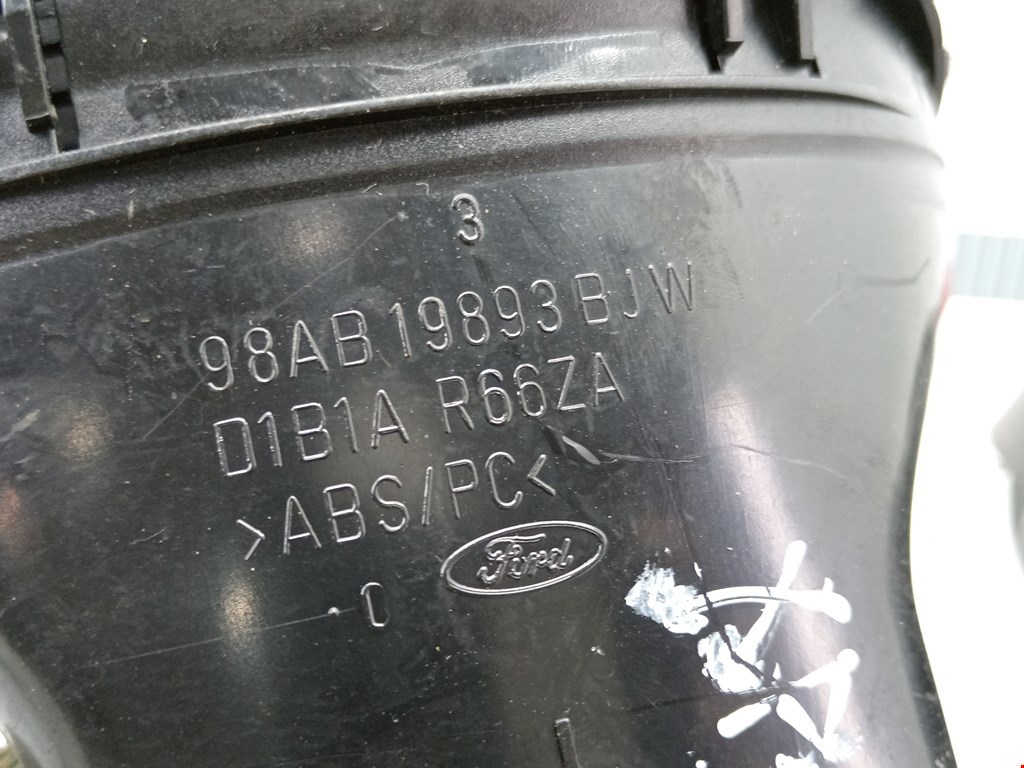 3
98AB 19893 BJW
D1B1A R66ZA
>ABS/PC<
Ford
0